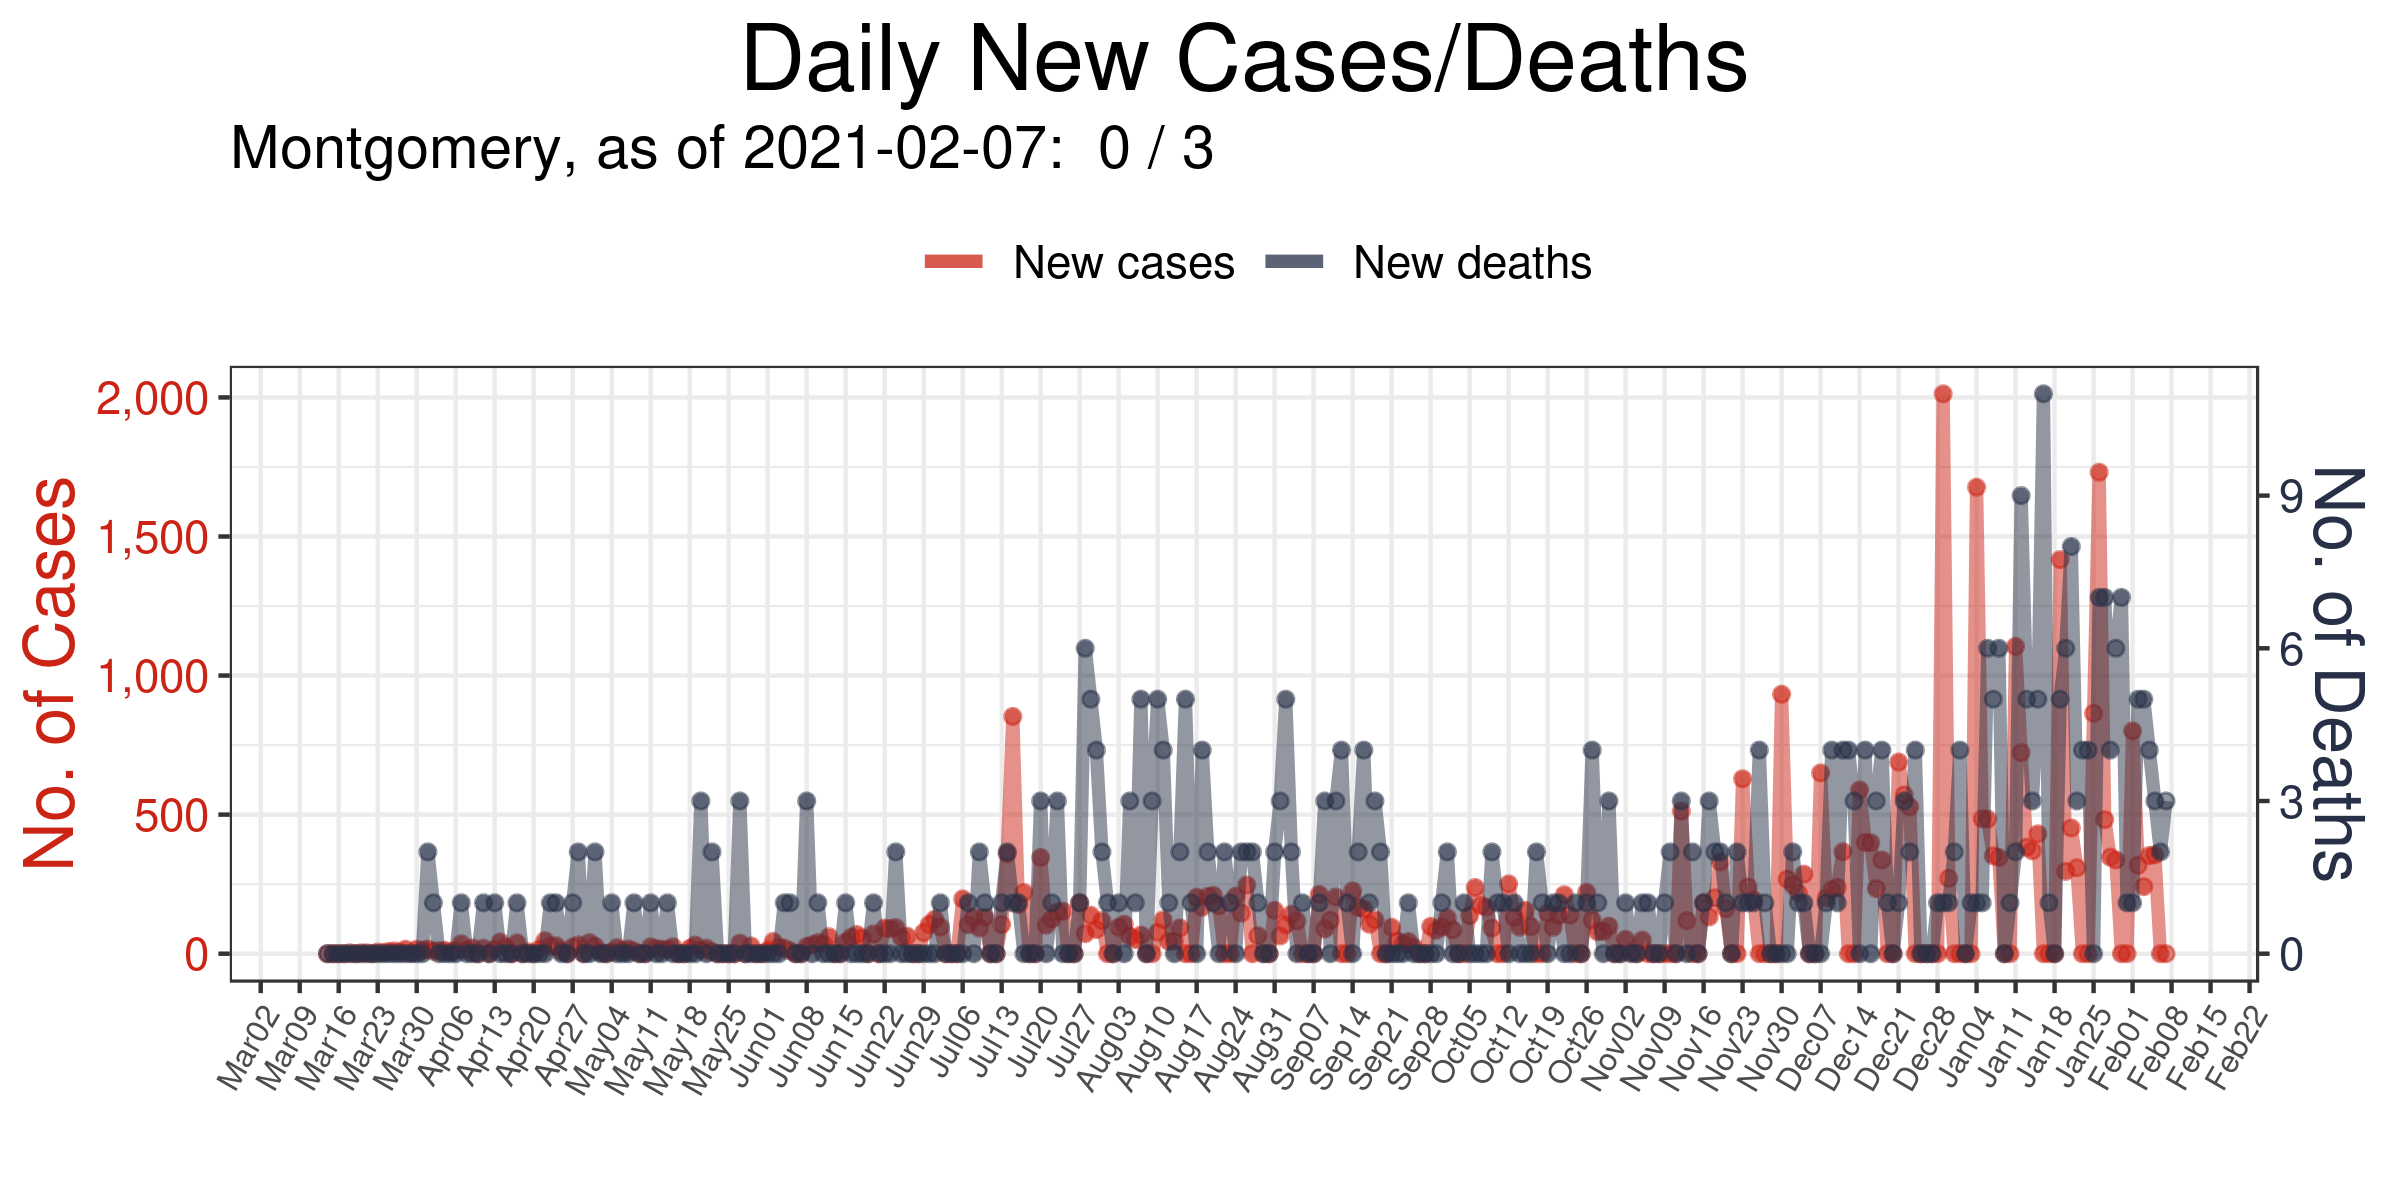 Daily New Cases/Deaths
Montgomery, as of 2021-02-07:  0 / 3
New cases New deaths
No. of Cases
2,000
1,500
1,000
500
0
9
6
3
0
No. of Deaths
Mar02 Mar09 Mar16 Mar23 Mar30 Apr06 Apr13 Apr20 Apr27 May04 May11 May18 May25 Jun01 Jun08 Jun15 Jun22 Jun29 Jul06 Jul13 Jul20 Jul27 Aug03 Aug10 Aug17 Aug24 Aug31 Sep07 Sep14 Sep21 Sep28 Oct05 Oct12 Oct19 Oct26 Nov02 Nov09 Nov16 Nov23 Nov30 Dec07 Dec14 Dec21 Dec28 Jan04 Jan11 Jan18 Jan25 Feb01 Feb08 Feb15 Feb22